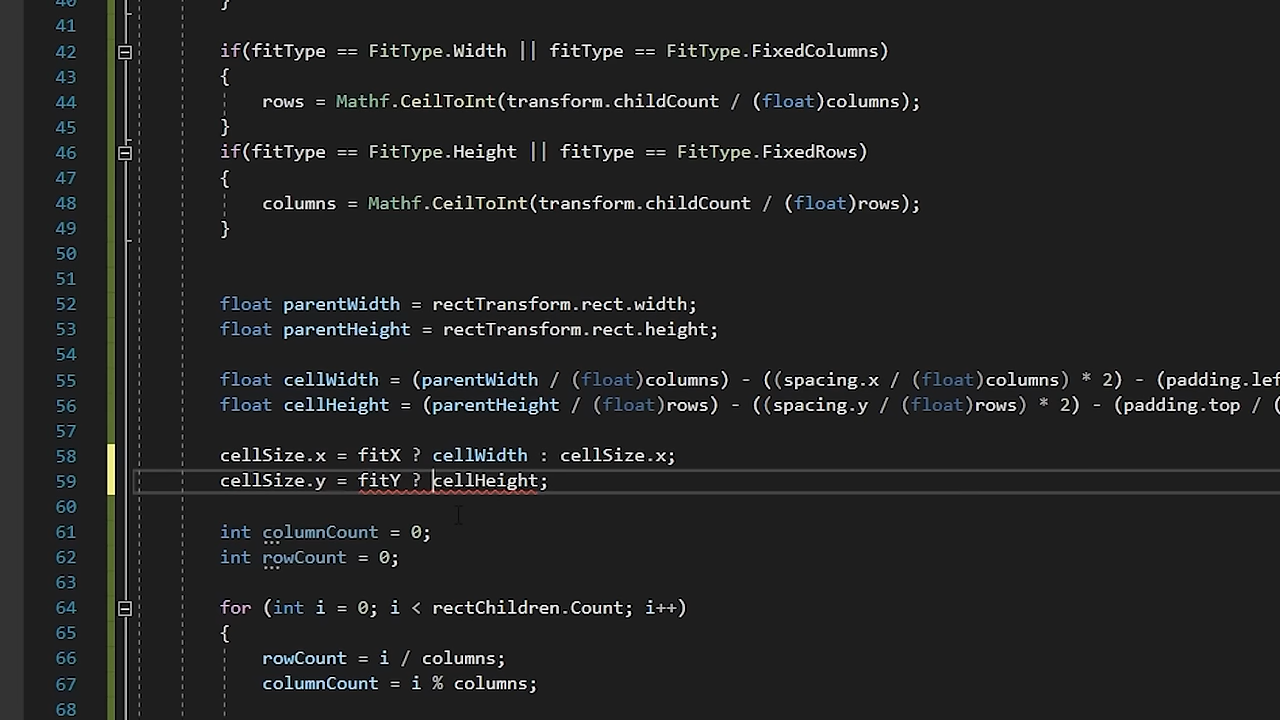 40 }
41
42 if(fitType == FitType.Width || fitType == FitType.FixedColumns)
43 {
44 rows = Mathf.CeilToInt(transform.childCount / (float)columns);
45 }
46 if(fitType == FitType.Height || fitType == FitType.FixedRows)
47 {
48 columns = Mathf.CeilToInt(transform.childCount / (float)rows);
49 }
50
51
52 float parentWidth = rectTransform.rect.width;
53 float parentHeight = rectTransform.rect.height;
54
55 float cellWidth = (parentWidth / (float)columns) - ((spacing.x / (float)columns) * 2) - (padding.lef
56 float cellHeight = (parentHeight / (float)rows) - ((spacing.y / (float)rows) * 2) - (padding.top / (
57
58 cellSize.x = fitX ? cellWidth : cellSize.x;
59 cellSize.y = fitY ? cellHeight;
60
61 int columnCount = 0;
62 int rowCount = 0;
63
64 for (int i = 0; i < rectChildren.Count; i++)
65 {
66 rowCount = i / columns;
67 columnCount = i % columns;
68